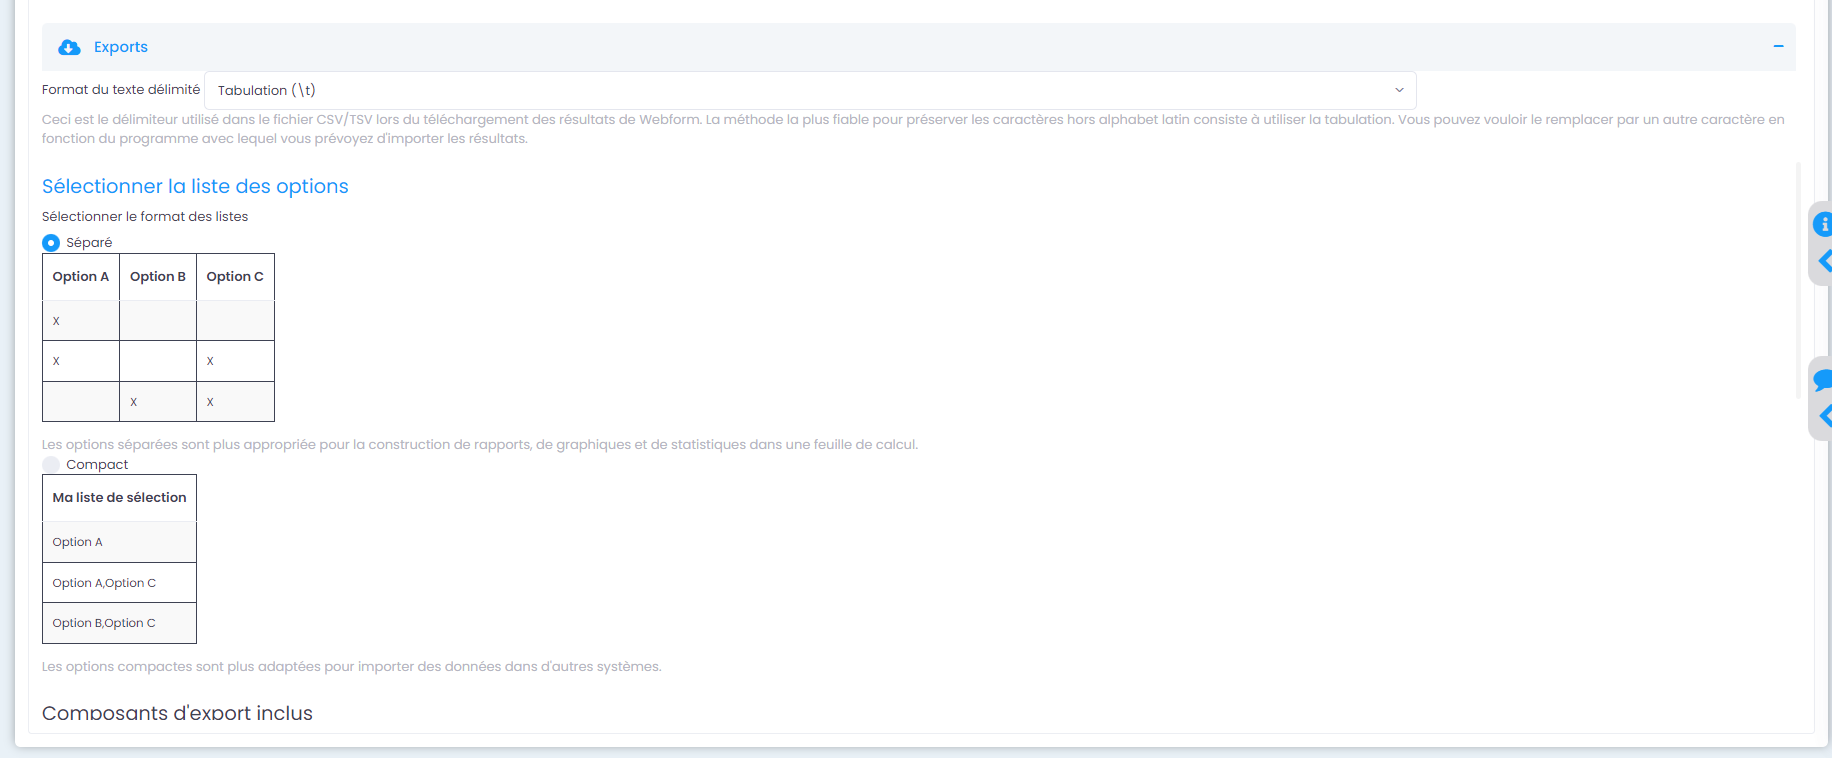 Exports
Format du texte délimité Tabulation (\t)
Ceci est le délimiteur utilisé dans le fichier CSV/TSV lors du téléchargement des résultats de Webform. La méthode la plus fiable pour préserver les caractères hors alphabet latin consiste à utiliser la tabulation. Vous pouvez vouloir le remplacer par un autre caractère en
fonction du programme avec lequel vous prévoyez d'importer les résultats.
Sélectionner la liste des options
Sélectionner le format des listes
Séparé
Option A Option B Option C
X
X X
X X
Les options séparées sont plus appropriée pour la construction de rapports, de graphiques et de statistiques dans une feuille de calcul.
Compact
Ma liste de sélection
Option A
Option A,Option C
Option B,Option C
Les options compactes sont plus adaptées pour importer des données dans d'autres systèmes.
Composants d'export inclus